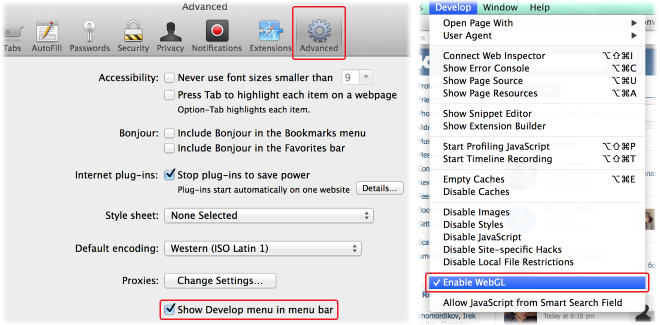 Advanced
Tabs AutoFill Passwords Security Privacy Notifications Extensions Advanced
Accessibility: Never use font sizes smaller than 9
Press Tab to highlight each item on a webpage
Option-Tab highlights each item.
Bonjour: Include Bonjour in the Bookmarks menu
Include Bonjour in the Favorites bar
Internet plug-ins: Stop plug-ins to save power
Plug-ins start automatically on one website Details...
Style sheet: None Selected
Default encoding: Western (ISO Latin 1)
Proxies: Change Settings...
Show Develop menu in menu bar
Develop Window Help
Open Page With
User Agent
Connect Web Inspector ⌥⇧⌘I
Show Error Console ⌥⌘C
Show Page Source ⌥⌘U
Show Page Resources ⌥⌘A
Show Snippet Editor
Show Extension Builder
Start Profiling JavaScript ⌥⇧⌘P
Start Timeline Recording ⌥⇧⌘T
Empty Caches ⌥⌘E
Disable Caches
Disable Images
Disable Styles
Disable JavaScript
Disable Site-specific Hacks
Disable Local File Restrictions
✓ Enable WebGL
Allow JavaScript from Smart Search Field
Today at 6:18 pm